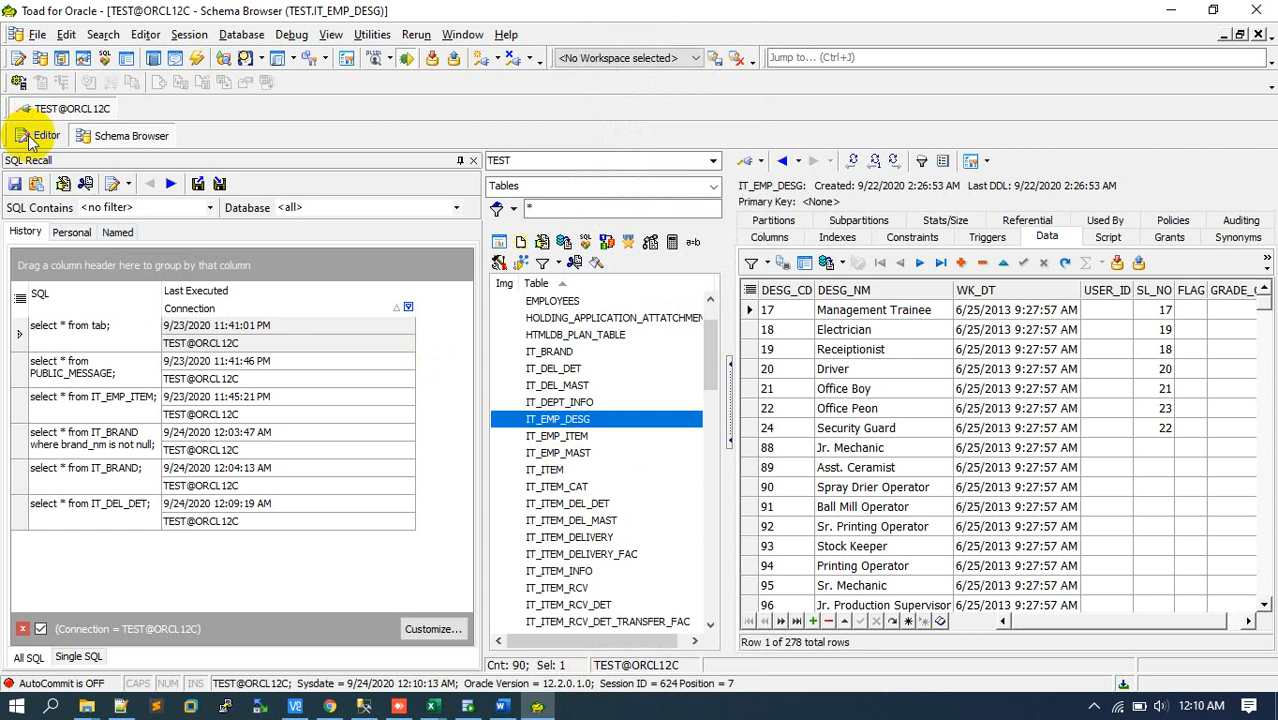 Toad for Oracle - [TEST@ORCL12C - Schema Browser (TEST.IT_EMP_DESG)]
File Edit Search Editor Session Database Debug View Utilities Rerun Window Help
<No Workspace selected> Jump to... (Ctrl+J)
TEST@ORCL12C
Editor Schema Browser
SQL Recall
SQL Contains <no filter> Database <all>
History Personal Named
Drag a column header here to group by that column
SQL Last Executed
Connection
select * from tab; 9/23/2020 11:41:01 PM
TEST@ORCL12C
select * from PUBLIC_MESSAGE; 9/23/2020 11:41:46 PM
TEST@ORCL12C
select * from IT_EMP_ITEM; 9/23/2020 11:45:21 PM
TEST@ORCL12C
select * from IT_BRAND where brand_nm is not null; 9/24/2020 12:03:47 AM
TEST@ORCL12C
select * from IT_BRAND; 9/24/2020 12:04:13 AM
TEST@ORCL12C
select * from IT_DEL_DET; 9/24/2020 12:09:19 AM
TEST@ORCL12C
(Connection = TEST@ORCL12C) Customize...
All SQL Single SQL
TEST
Tables
*
Img Table
EMPLOYEES
HOLDING_APPLICATION_ATTATCHMEN
HTMLDB_PLAN_TABLE
IT_BRAND
IT_DEL_DET
IT_DEL_MAST
IT_DEPT_INFO
IT_EMP_DESG
IT_EMP_ITEM
IT_EMP_MAST
IT_ITEM
IT_ITEM_CAT
IT_ITEM_DEL_DET
IT_ITEM_DEL_MAST
IT_ITEM_DELIVERY
IT_ITEM_DELIVERY_FAC
IT_ITEM_INFO
IT_ITEM_RCV
IT_ITEM_RCV_DET
IT_ITEM_RCV_DET_TRANSFER_FAC
Cnt: 90; Sel: 1 TEST@ORCL12C
IT_EMP_DESG: Created: 9/22/2020 2:26:53 AM Last DDL: 9/22/2020 2:26:53 AM
Primary Key: <None>
Partitions Subpartitions Stats/Size Referential Used By Policies Auditing
Columns Indexes Constraints Triggers Data Script Grants Synonyms
DESG_CD DESG_NM WK_DT USER_ID SL_NO FLAG GRADE_C
17 Management Trainee 6/25/2013 9:27:57 AM 17
18 Electrician 6/25/2013 9:27:57 AM 19
19 Receiptionist 6/25/2013 9:27:57 AM 18
20 Driver 6/25/2013 9:27:57 AM 20
21 Office Boy 6/25/2013 9:27:57 AM 21
22 Office Peon 6/25/2013 9:27:57 AM 23
24 Security Guard 6/25/2013 9:27:57 AM 22
88 Jr. Mechanic 6/25/2013 9:27:57 AM
89 Asst. Ceramist 6/25/2013 9:27:57 AM
90 Spray Drier Operator 6/25/2013 9:27:57 AM
91 Ball Mill Operator 6/25/2013 9:27:57 AM
92 Sr. Printing Operator 6/25/2013 9:27:57 AM
93 Stock Keeper 6/25/2013 9:27:57 AM
94 Printing Operator 6/25/2013 9:27:57 AM
95 Sr. Mechanic 6/25/2013 9:27:57 AM
96 Jr. Production Supervisor 6/25/2013 9:27:57 AM
Row 1 of 278 total rows
AutoCommit is OFF CAPS NUM INS TEST@ORCL12C; Sysdate = 9/24/2020 12:10:13 AM; Oracle Version = 12.2.0.1.0; Session ID = 624 Position = 7
12:10 AM